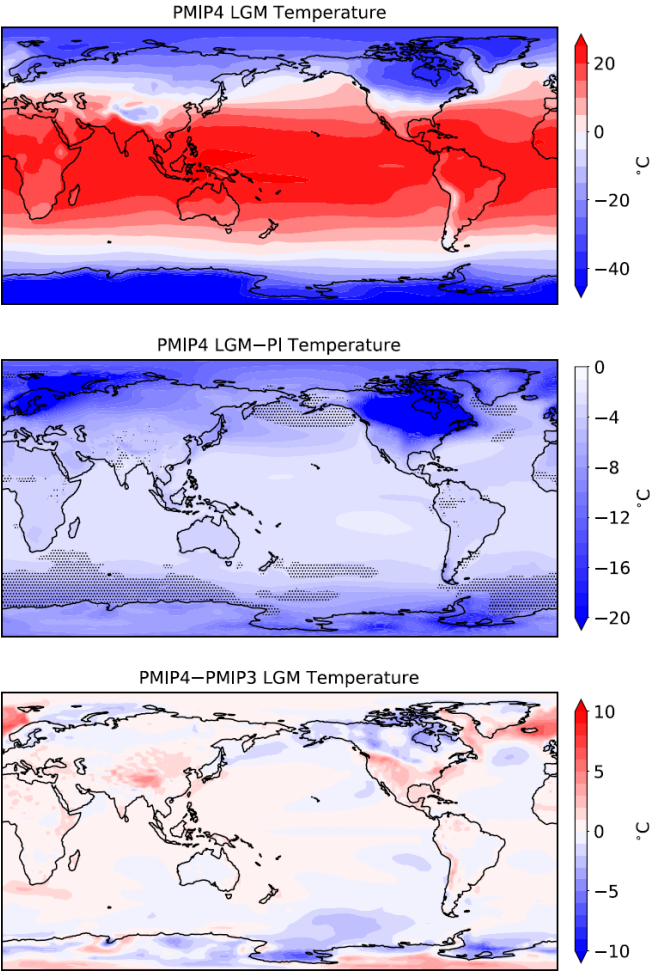 PMIP4 LGM Temperature
20
0
−20
−40
°C
PMIP4 LGM−PI Temperature
0
−4
−8
−12
−16
−20
°C
PMIP4−PMIP3 LGM Temperature
10
5
0
−5
−10
°C